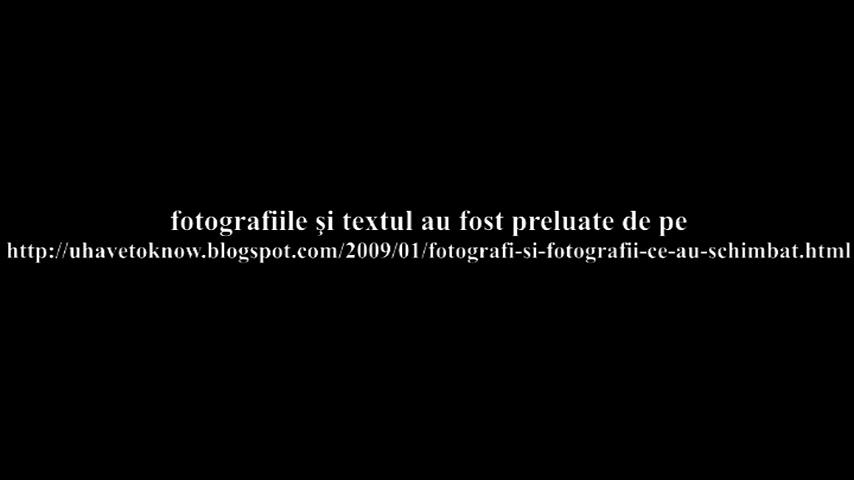 fotografiile şi textul au fost preluate de pe
http://uhavetoknow.blogspot.com/2009/01/fotografi-si-fotografii-ce-au-schimbat.html